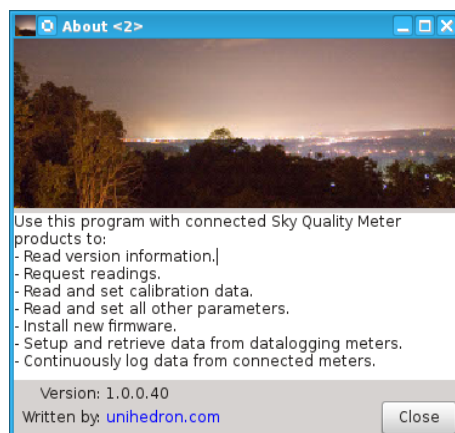 About <2>
Use this program with connected Sky Quality Meter
products to:
- Read version information.
- Request readings.
- Read and set calibration data.
- Read and set all other parameters.
- Install new firmware.
- Setup and retrieve data from datalogging meters.
- Continuously log data from connected meters.
Version: 1.0.0.40
Written by: unihedron.com
Close